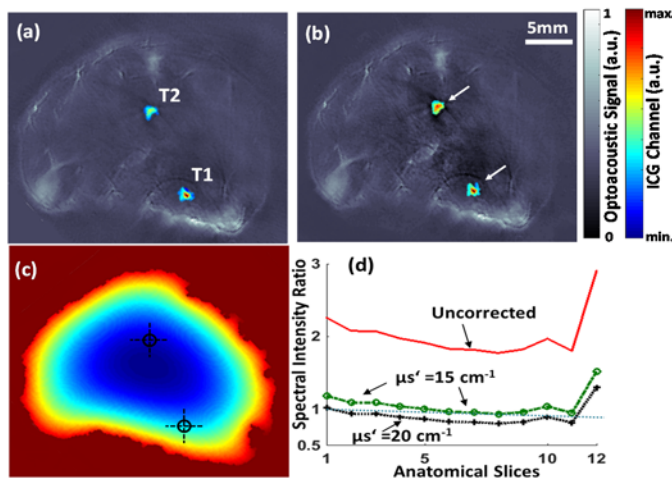 (a)
T2
T1
(b)
5mm
1
Optoacoustic Signal (a.u.)
0
max.
ICG Channel (a.u.)
min.
(c)
(d)
3
2
1
0.5
Spectral Intensity Ratio
Uncorrected
µs‘ =15 cm-1
µs‘ =20 cm-1
1 5 10 12
Anatomical Slices